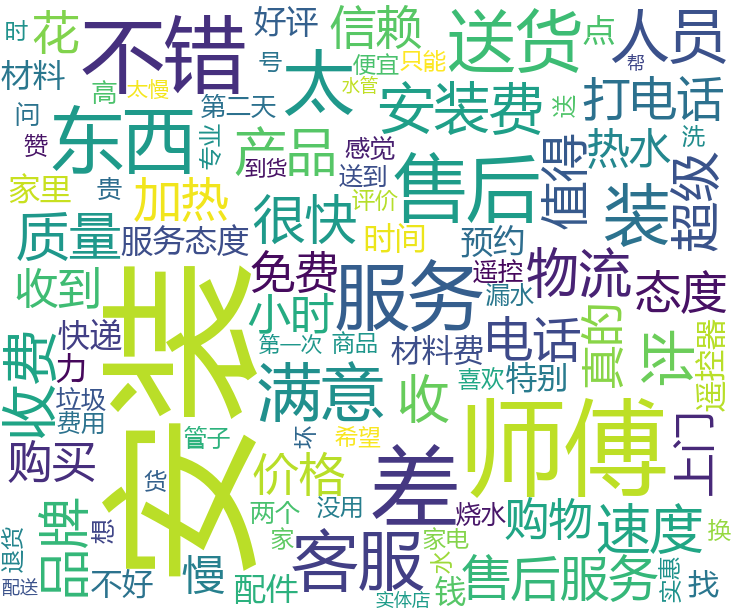 时
花
不错
好评
信赖
送货
点
人员
材料
太慢
号
太
便宜
只能
帮
水管
高
第二天
安装费
送
打电话
问
赞
东西
专业
产品
到货
感觉
送到
售后
值得
热水
洗
超级
家里
贵
加热
评价
装
质量
服务态度
很快
时间
预约
收到
免费
服务
遥控
物流
态度
小时
漏水
收费
快递
安装
第一次
商品
材料费
电话
真的
评
遥控器
力
满意
收
喜欢
特别
垃圾
费用
管子
坏
希望
师傅
上门
购买
价格
差
货
品牌
两个
没用
烧水
购物
速度
换
想
退货
家
客服
家电
水
不好
慢
配件
钱
售后服务
实惠
找
配送
实体店